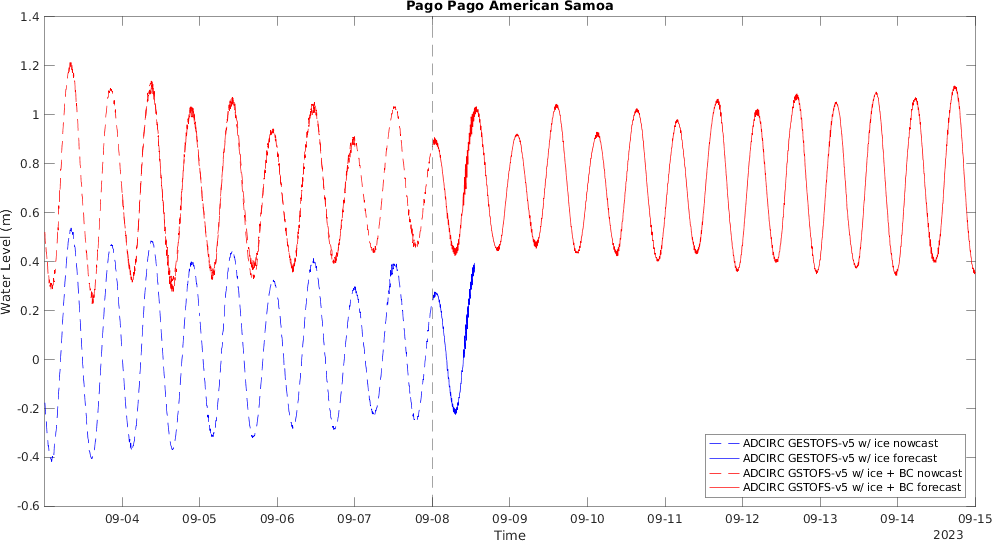 Pago Pago American Samoa
1.4
1.2
1
0.8
0.6
0.4
0.2
0
-0.2
-0.4
-0.6
Water Level (m)
ADCIRC GESTOFS-v5 w/ ice nowcast
ADCIRC GESTOFS-v5 w/ ice forecast
ADCIRC GSTOFS-v5 w/ ice + BC nowcast
ADCIRC GSTOFS-v5 w/ ice + BC forecast
09-04 09-05 09-06 09-07 09-08 09-09 09-10 09-11 09-12 09-13 09-14 09-15
Time
2023